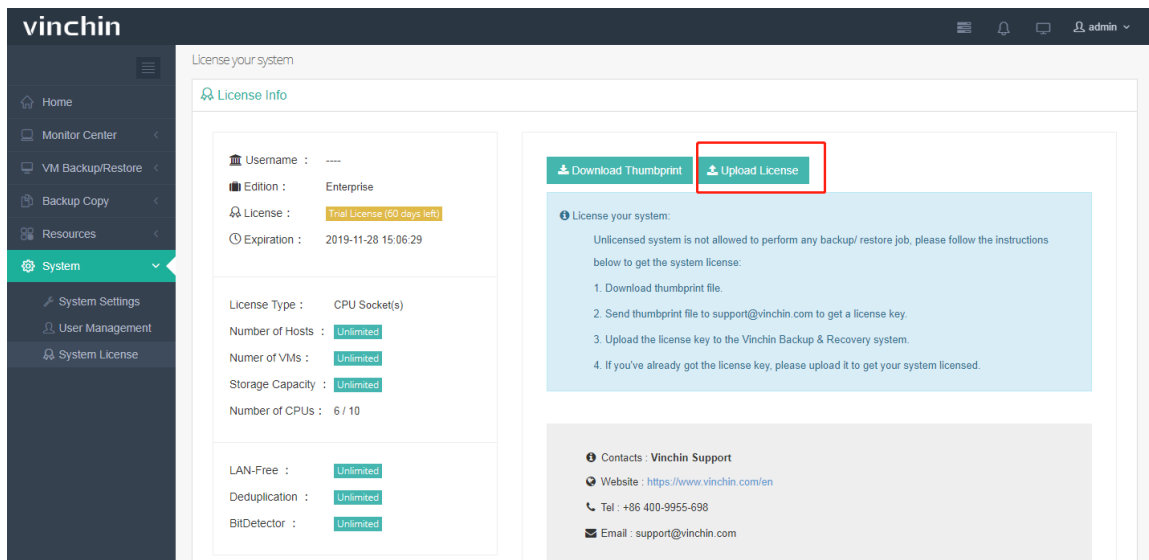 vinchin
admin
License your system
Home
Monitor Center
VM Backup/Restore
Backup Copy
Resources
System
System Settings
User Management
System License
License Info
Username : ----
Edition : Enterprise
License : Trial License (60 days left)
Expiration : 2019-11-28 15:06:29
License Type : CPU Socket(s)
Number of Hosts : Unlimited
Numer of VMs : Unlimited
Storage Capacity : Unlimited
Number of CPUs : 6 / 10
LAN-Free : Unlimited
Deduplication : Unlimited
BitDetector : Unlimited
Download Thumbprint
Upload License
License your system:
Unlicensed system is not allowed to perform any backup/ restore job, please follow the instructions
below to get the system license:
1. Download thumbprint file.
2. Send thumbprint file to support@vinchin.com to get a license key.
3. Upload the license key to the Vinchin Backup & Recovery system.
4. If you've already got the license key, please upload it to get your system licensed.
Contacts : Vinchin Support
Website : https://www.vinchin.com/en
Tel : +86 400-9955-698
Email : support@vinchin.com